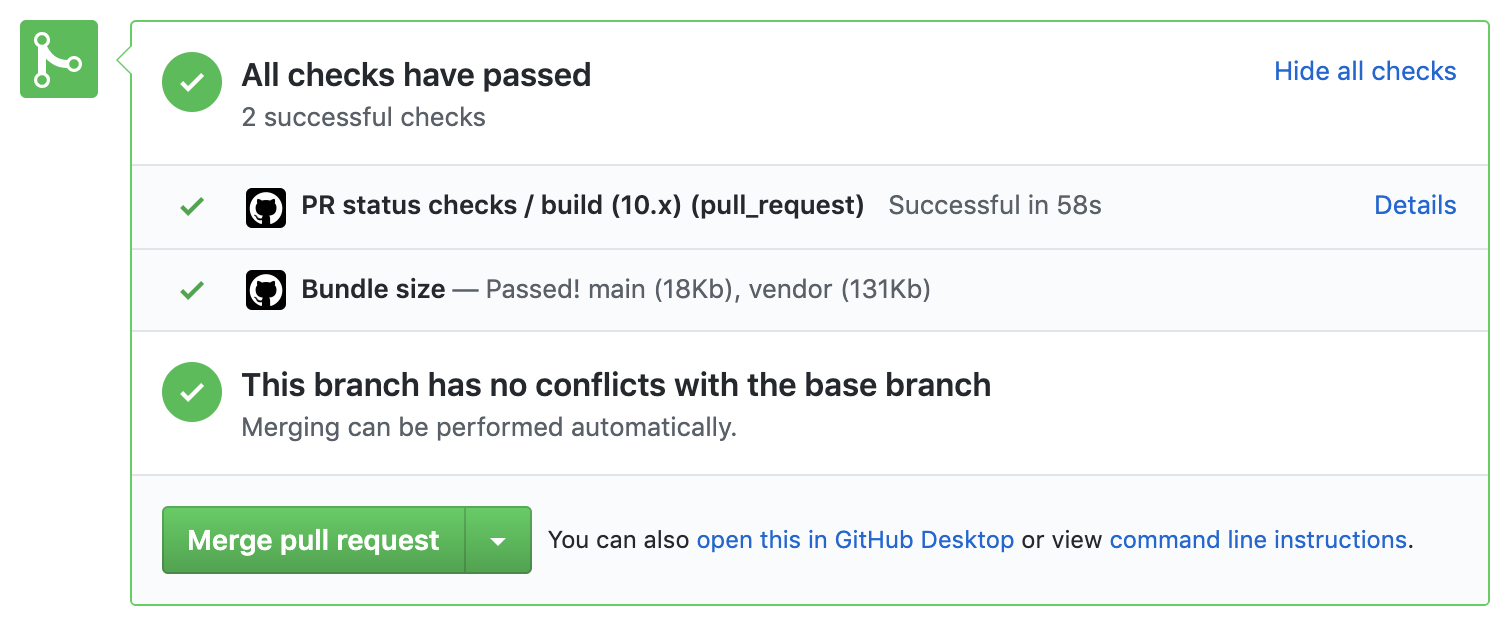 All checks have passed
Hide all checks
2 successful checks
PR status checks / build (10.x) (pull_request) Successful in 58s
Details
Bundle size — Passed! main (18Kb), vendor (131Kb)
This branch has no conflicts with the base branch
Merging can be performed automatically.
Merge pull request
You can also open this in GitHub Desktop or view command line instructions.